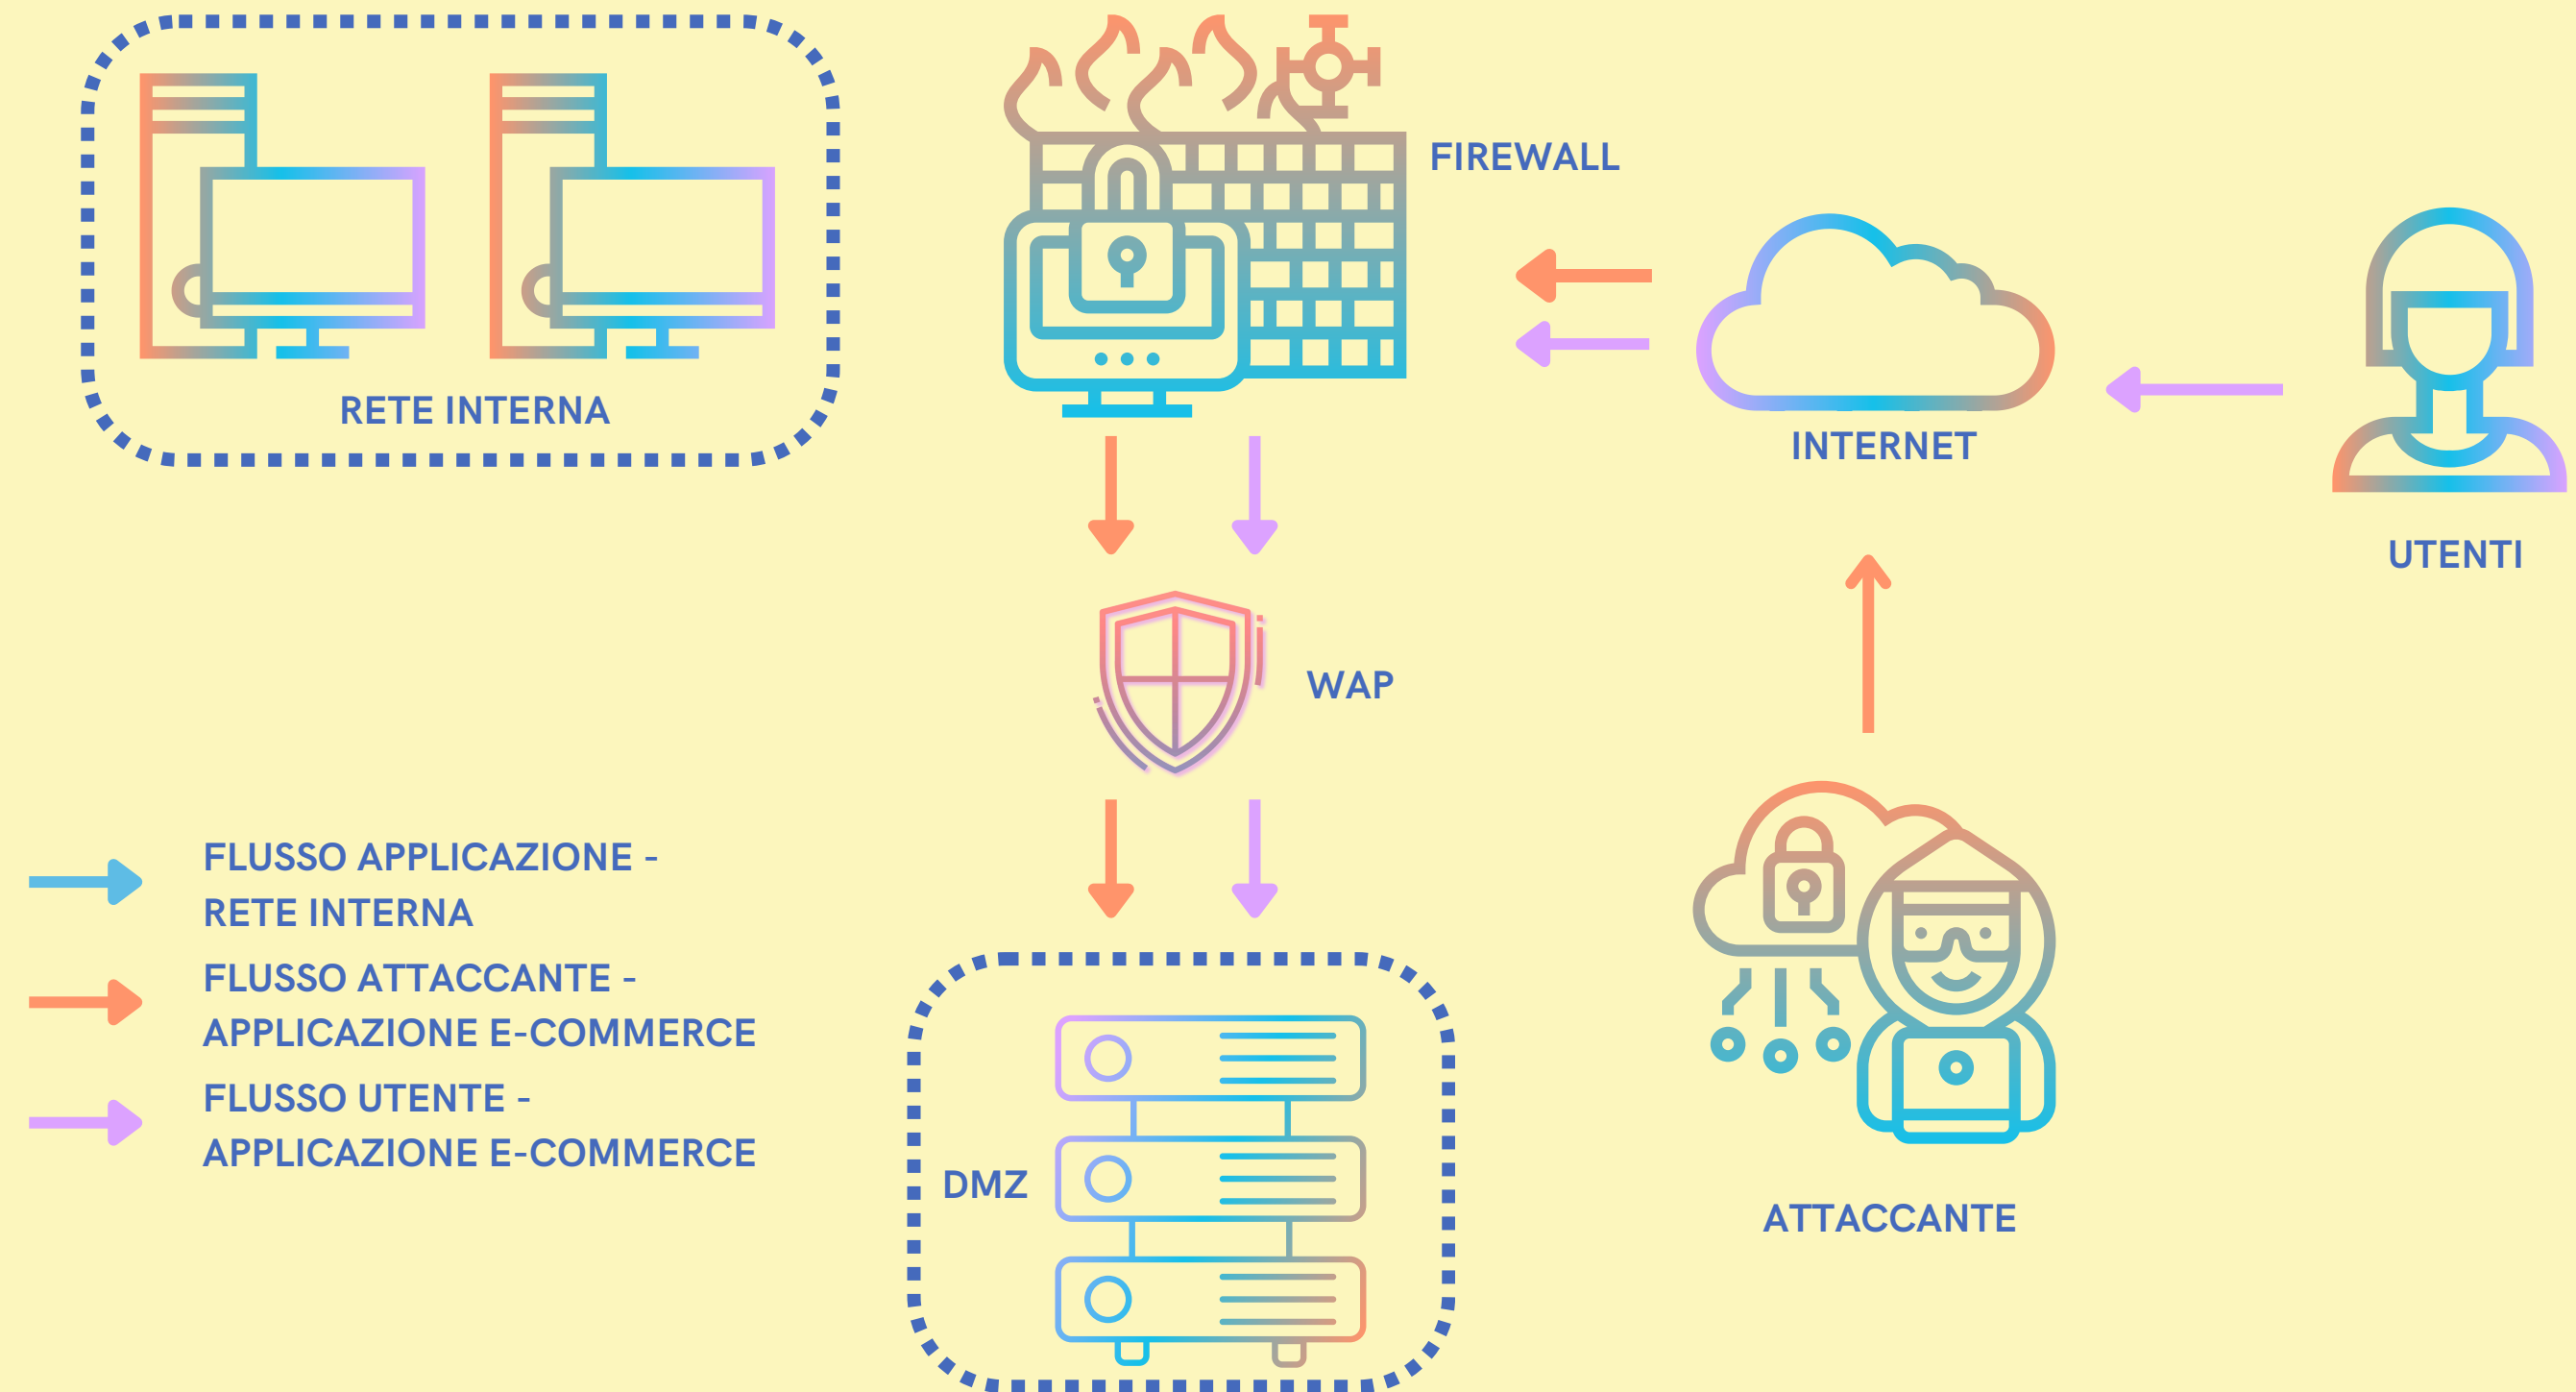 FIREWALL
RETE INTERNA
INTERNET
UTENTI
WAP
FLUSSO APPLICAZIONE -
RETE INTERNA
FLUSSO ATTACCANTE -
APPLICAZIONE E-COMMERCE
FLUSSO UTENTE -
APPLICAZIONE E-COMMERCE
DMZ
ATTACCANTE